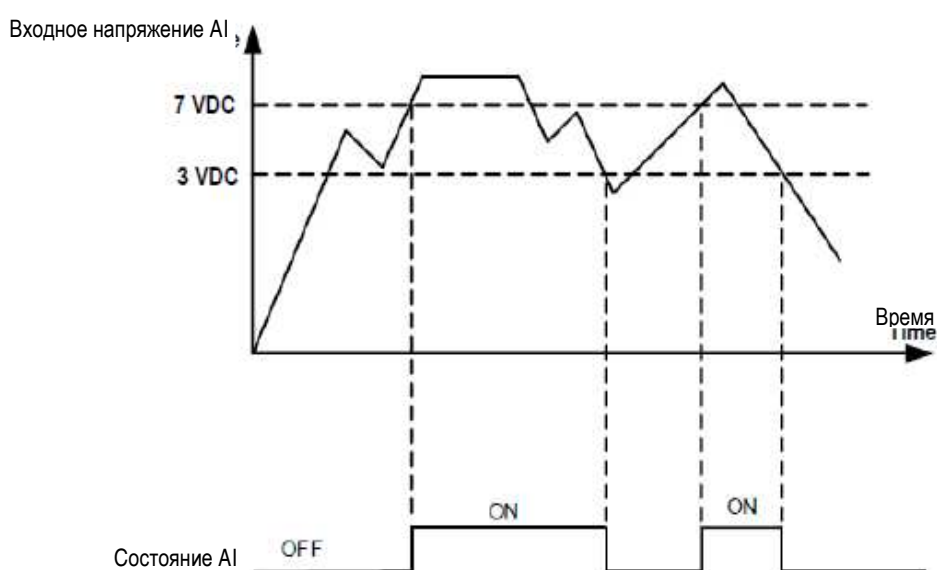 Входное напряжение AI
7 VDC
3 VDC
Время
Time
ON
ON
OFF
Состояние AI